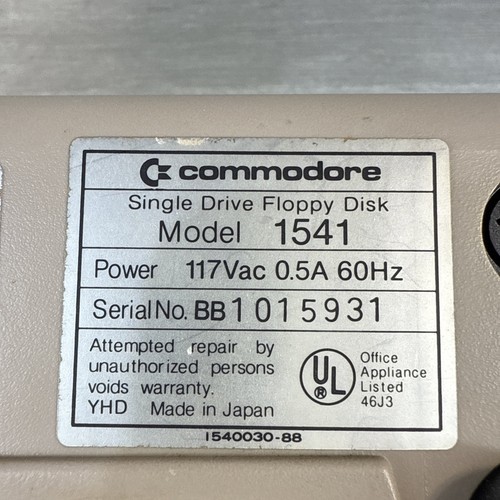 commodore
Single Drive Floppy Disk
Model 1541
Power 117Vac 0.5A 60Hz
Serial No. BB1015931
Attempted repair by
unauthorized persons
voids warranty.
YHD Made in Japan
UL
Office
Appliance
Listed
46J3
1540030-88